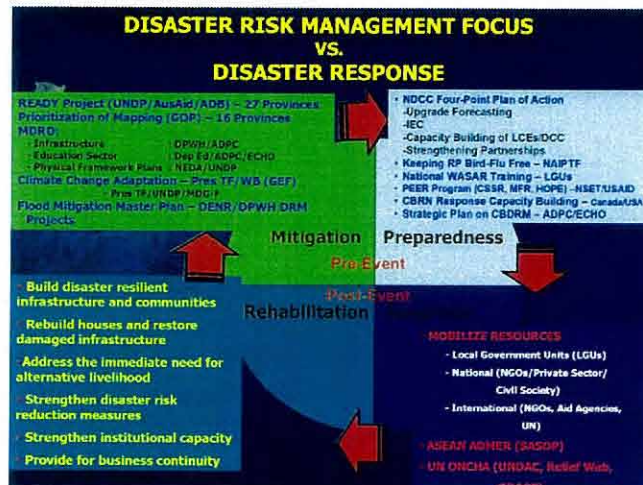 DISASTER RISK MANAGEMENT FOCUS
VS.
DISASTER RESPONSE
READY Project (UNDP/AusAid/ADB) – 27 Provinces
Prioritization of Mapping (GOP) – 16 Provinces
MDRD:
- Infrastructure : DPWH/ADPC
- Education Sector : Dep Ed/ADPC/ECHO
- Physical Framework Plans : NEDA/UNDP
Climate Change Adaptation – Pres TF/WB (GEF)
- Pres TF/UNDP/MDG-F
Flood Mitigation Master Plan – DENR/DPWH DRM
Projects
• NDCC Four-Point Plan of Action
-Upgrade Forecasting
-IEC
-Capacity Building of LCEs/DCC
-Strengthening Partnerships
• Keeping RP Bird-Flu Free – NAIPTF
• National WASAR Training – LGUs
• PEER Program (CSSR, MFR, HOPE) –NSET/USAID
• CBRN Response Capacity Building – Canada/USA
• Strategic Plan on CBDRM – ADPC/ECHO
Mitigation Preparedness
Pre-Event
Post-Event
Rehabilitation
- Build disaster resilient
infrastructure and communities
- Rebuild houses and restore
damaged infrastructure
- Address the immediate need for
alternative livelihood
- Strengthen disaster risk
reduction measures
- Strengthen institutional capacity
- Provide for business continuity
- MOBILIZE RESOURCES
- Local Government Units (LGUs)
- National (NGOs/Private Sector/
Civil Society)
- International (NGOs, Aid Agencies,
UN)
- ASEAN ADMER (SASOP)
- UN ONCHA (UNDAC, Relief Web,